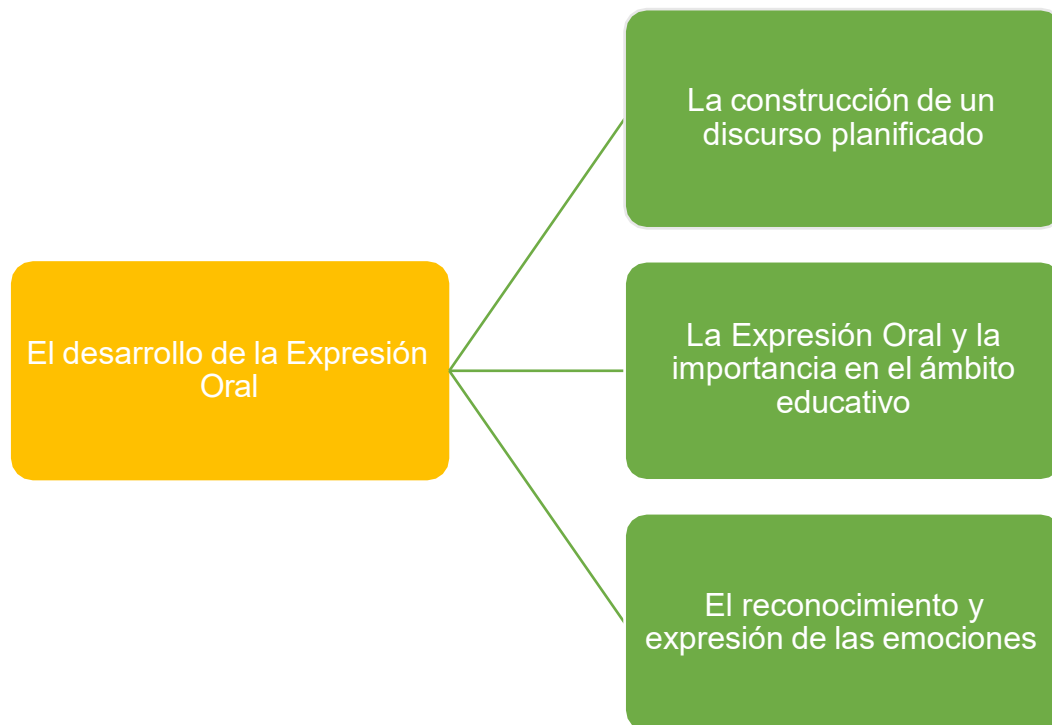 La construcción de un
discurso planificado
El desarrollo de la Expresión
Oral
La Expresión Oral y la
importancia en el ámbito
educativo
El reconocimiento y
expresión de las emociones